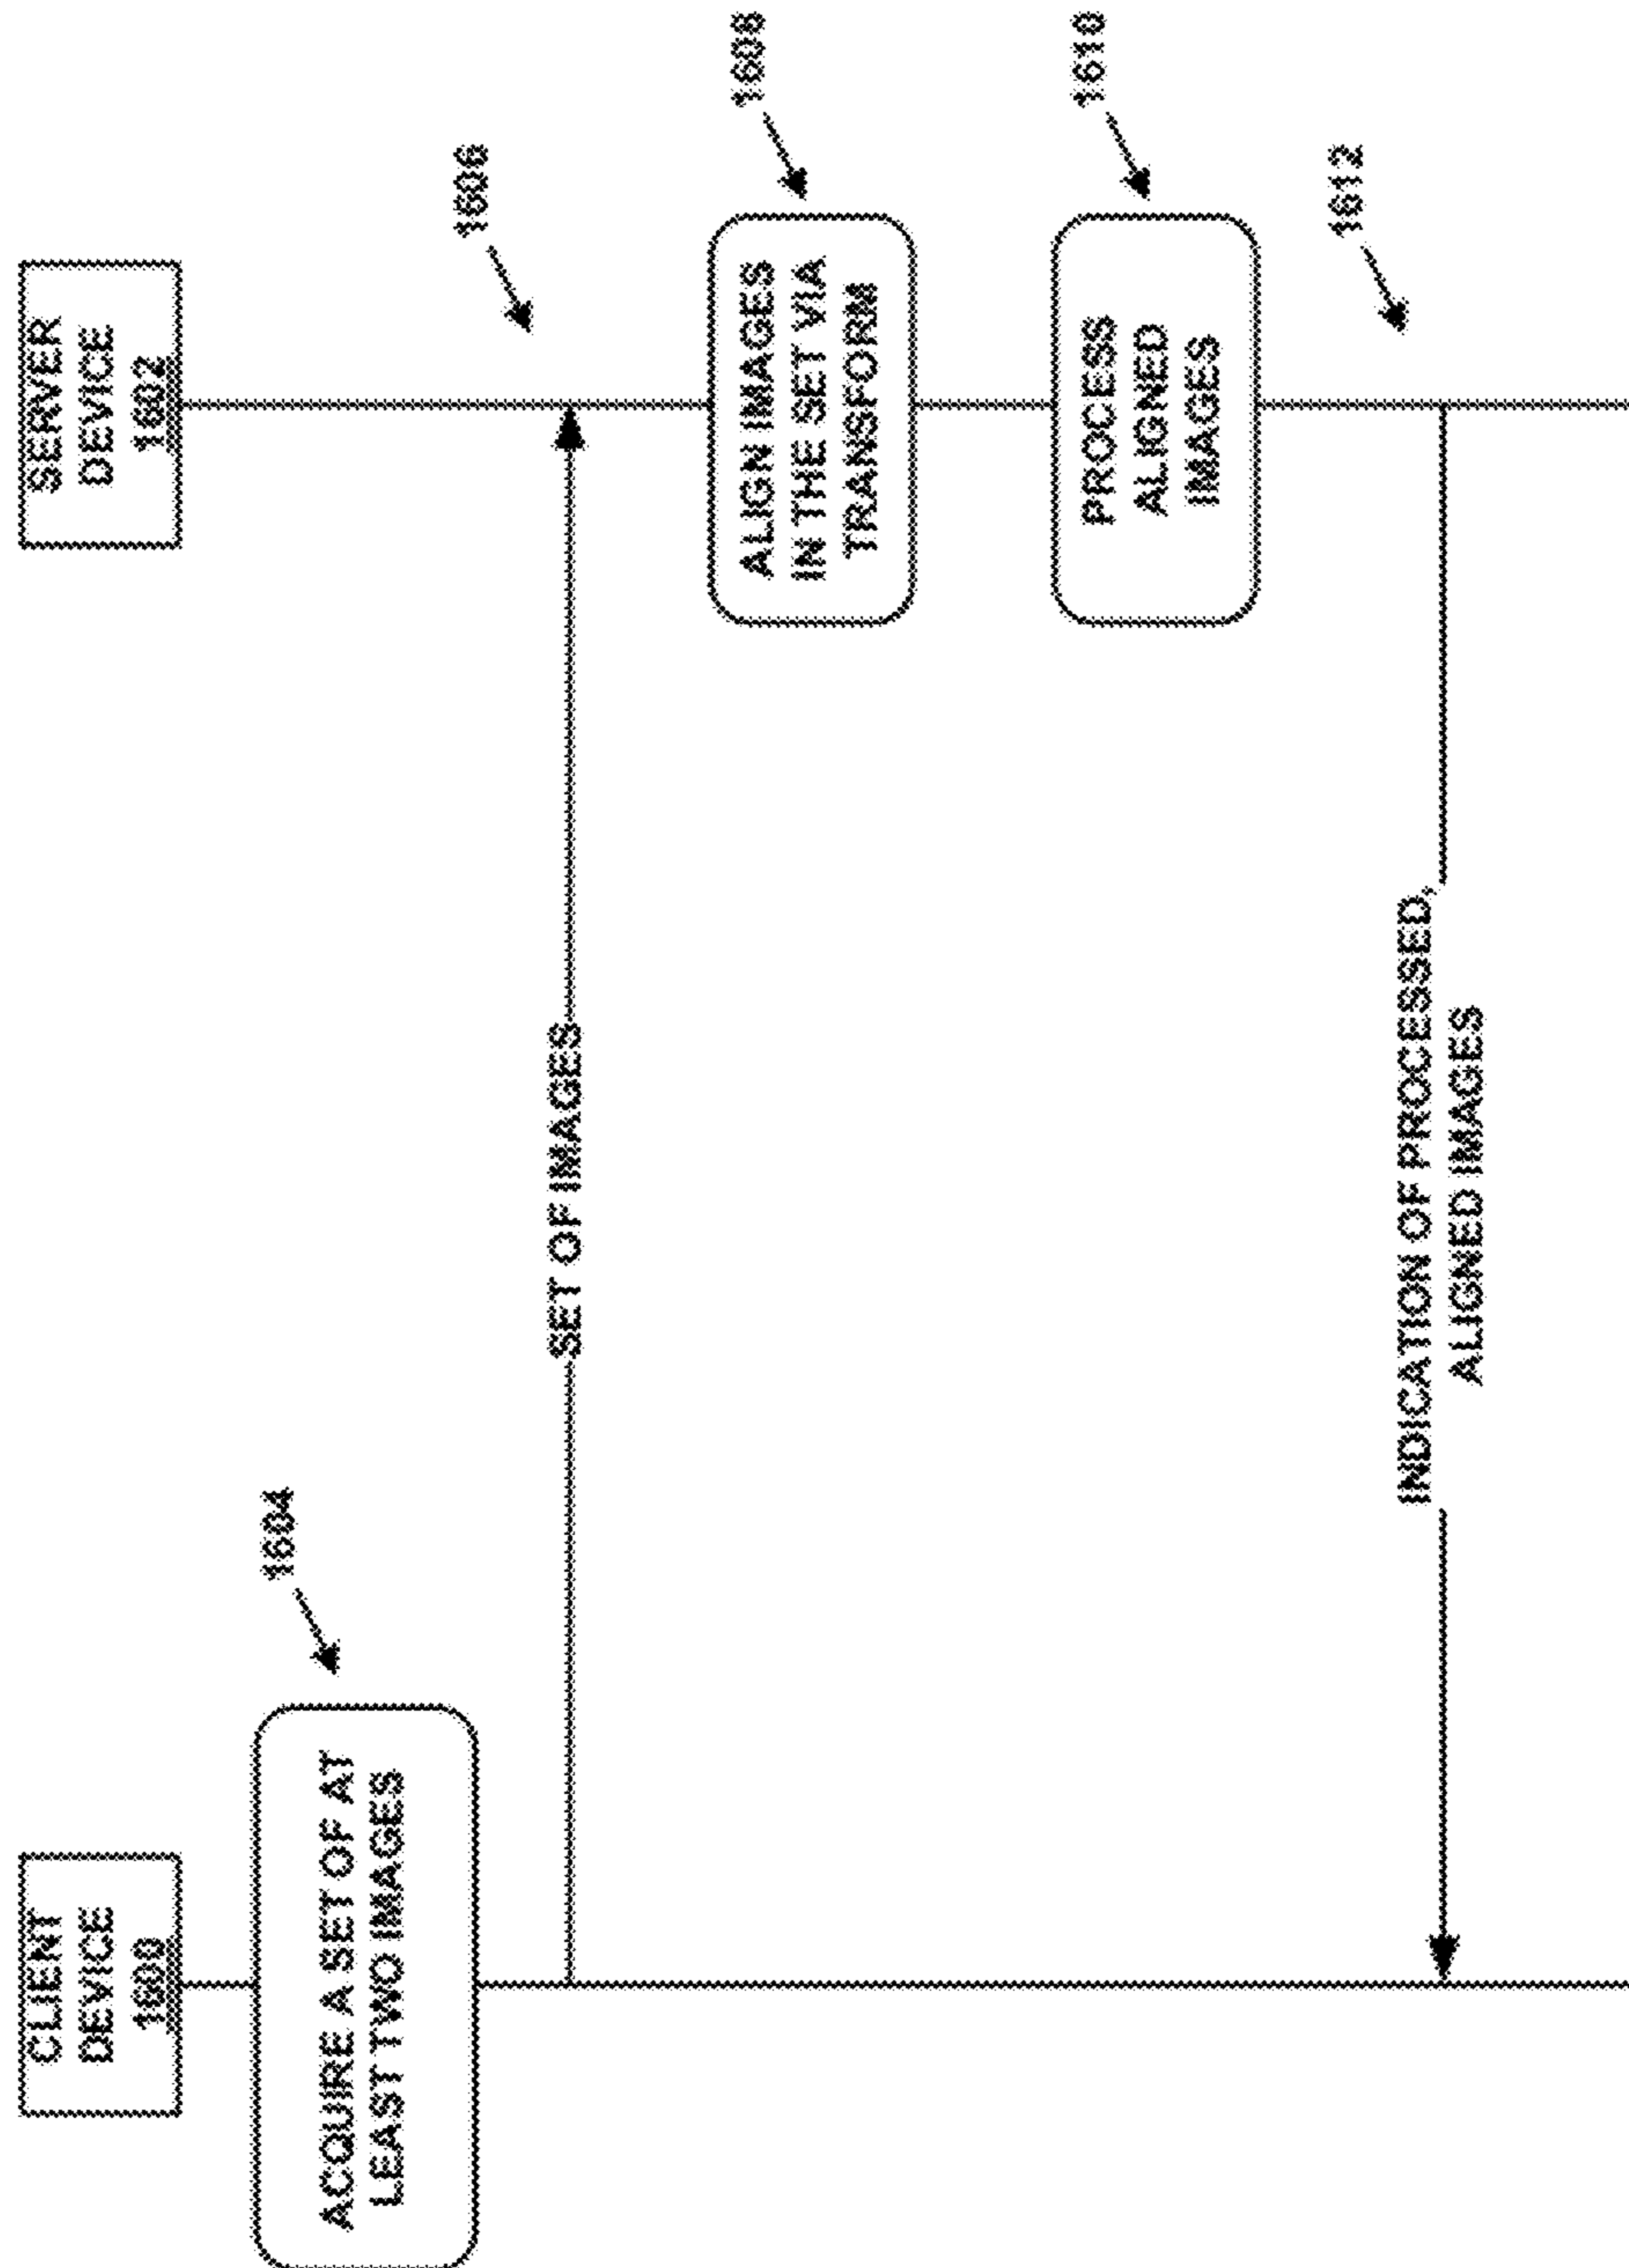 CLIENT
DEVICE
1600
SERVER
DEVICE
1602
1604
ACQUIRE A SET OF AT
LEAST TWO IMAGES
1606
SET OF IMAGES
1608
ALIGN IMAGES
IN THE SET VIA
TRANSFORM
1610
PROCESS
ALIGNED
IMAGES
1612
INDICATION OF PROCESSED,
ALIGNED IMAGES